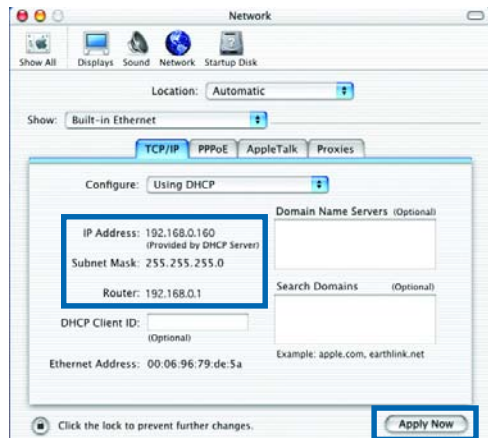 Network
Show All Displays Sound Network Startup Disk
Location: Automatic
Show: Built-in Ethernet
TCP/IP PPPoE AppleTalk Proxies
Configure: Using DHCP
Domain Name Servers (Optional)
IP Address: 192.168.0.160
(Provided by DHCP Server)
Subnet Mask: 255.255.255.0
Router: 192.168.0.1
Search Domains (Optional)
DHCP Client ID:
(Optional)
Example: apple.com, earthlink.net
Ethernet Address: 00:06:96:79:de:5a
Click the lock to prevent further changes.
Apply Now